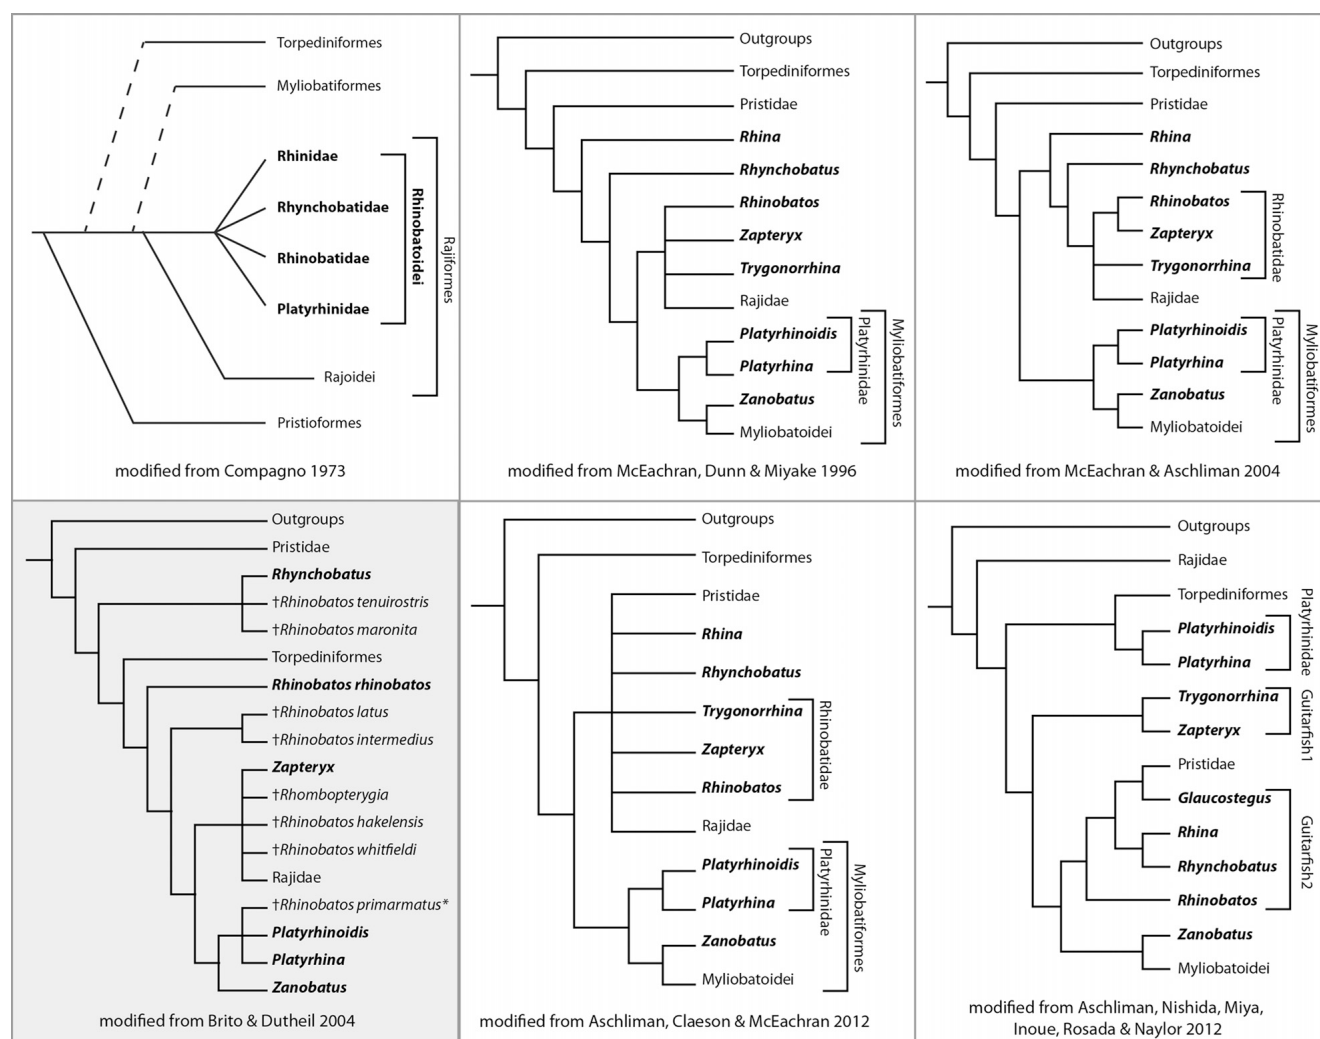 Torpediniformes
Myliobatiformes
Rhinidae
Rhynchobatidae
Rhinobatidae
Platyrhinidae
Rhinobatoidei
Rajiformes
Rajoidei
Pristioformes
modified from Compagno 1973
Outgroups
Torpediniformes
Pristidae
Rhina
Rhynchobatus
Rhinobatos
Zapteryx
Trygonorrhina
Rajidae
Platyrhinoidis
Platyrhina
Zanobatus
Myliobatoidei
Platyrhinidae
Myliobatiformes
modified from McEachran, Dunn & Miyake 1996
Outgroups
Torpediniformes
Pristidae
Rhina
Rhynchobatus
Rhinobatos
Zapteryx
Trygonorrhina
Rhinobatidae
Rajidae
Platyrhinoidis
Platyrhina
Zanobatus
Myliobatoidei
Platyrhinidae
Myliobatiformes
modified from McEachran & Aschliman 2004
Outgroups
Pristidae
Rhynchobatus
†Rhinobatos tenuirostris
†Rhinobatos maronita
Torpediniformes
Rhinobatos rhinobatos
†Rhinobatos latus
†Rhinobatos intermedius
Zapteryx
†Rhombopterygia
†Rhinobatos hakelensis
†Rhinobatos whitfieldi
Rajidae
†Rhinobatos primarmatus*
Platyrhinoidis
Platyrhina
Zanobatus
modified from Brito & Dutheil 2004
Outgroups
Torpediniformes
Pristidae
Rhina
Rhynchobatus
Trygonorrhina
Zapteryx
Rhinobatos
Rhinobatidae
Rajidae
Platyrhinoidis
Platyrhina
Zanobatus
Myliobatoidei
Platyrhinidae
Myliobatiformes
modified from Aschliman, Claeson & McEachran 2012
Outgroups
Rajidae
Torpediniformes
Platyrhinoidis
Platyrhina
Platyrhinidae
Trygonorrhina
Zapteryx
Guitarfish1
Pristidae
Glaucostegus
Rhina
Rhynchobatus
Rhinobatos
Guitarfish2
Zanobatus
Myliobatoidei
modified from Aschliman, Nishida, Miya,
Inoue, Rosada & Naylor 2012